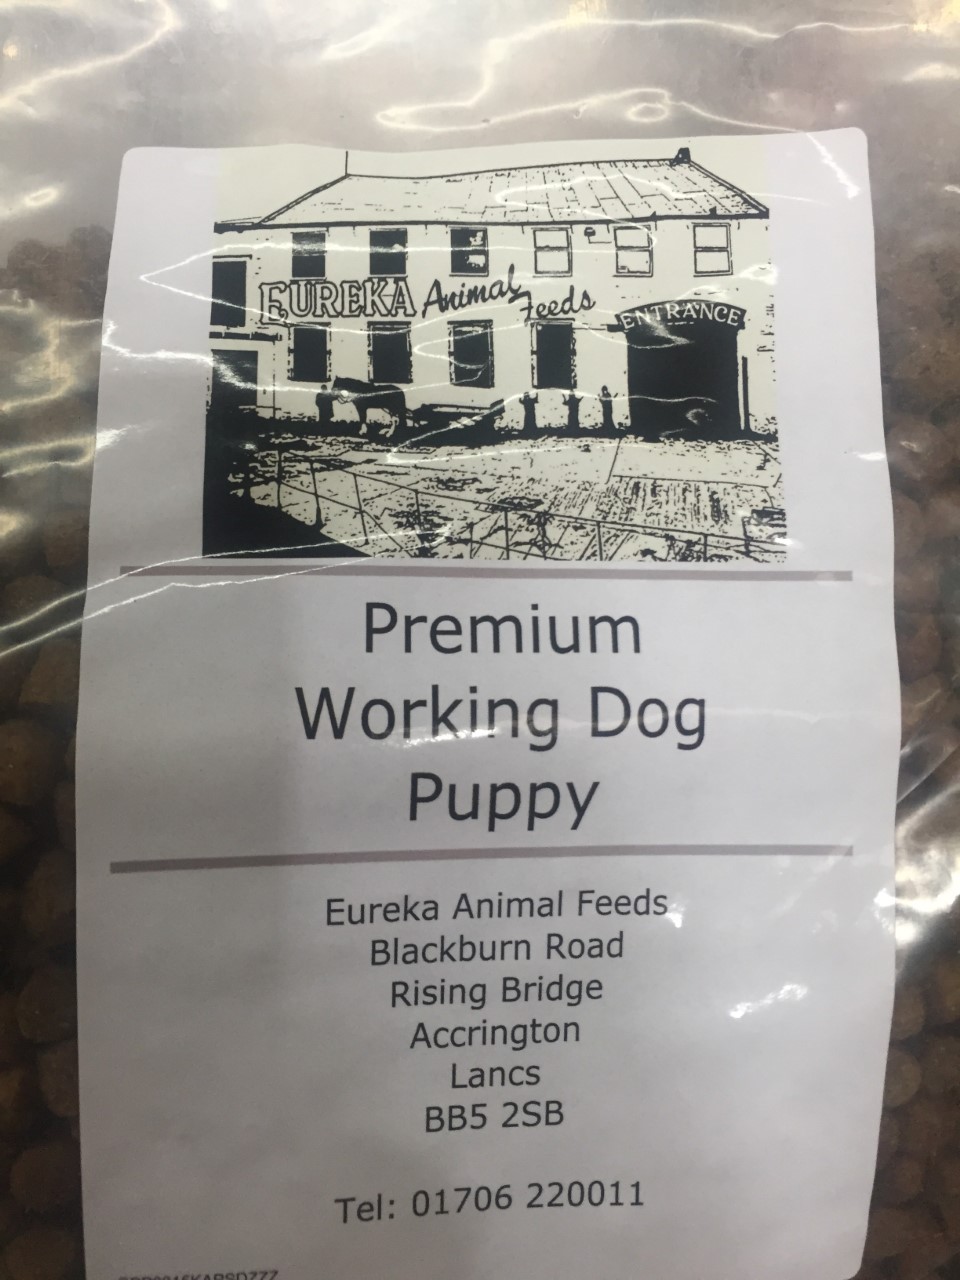 EUREKA Animal Feeds
ENTRANCE
Premium
Working Dog
Puppy
Eureka Animal Feeds
Blackburn Road
Rising Bridge
Accrington
Lancs
BB5 2SB
Tel: 01706 220011